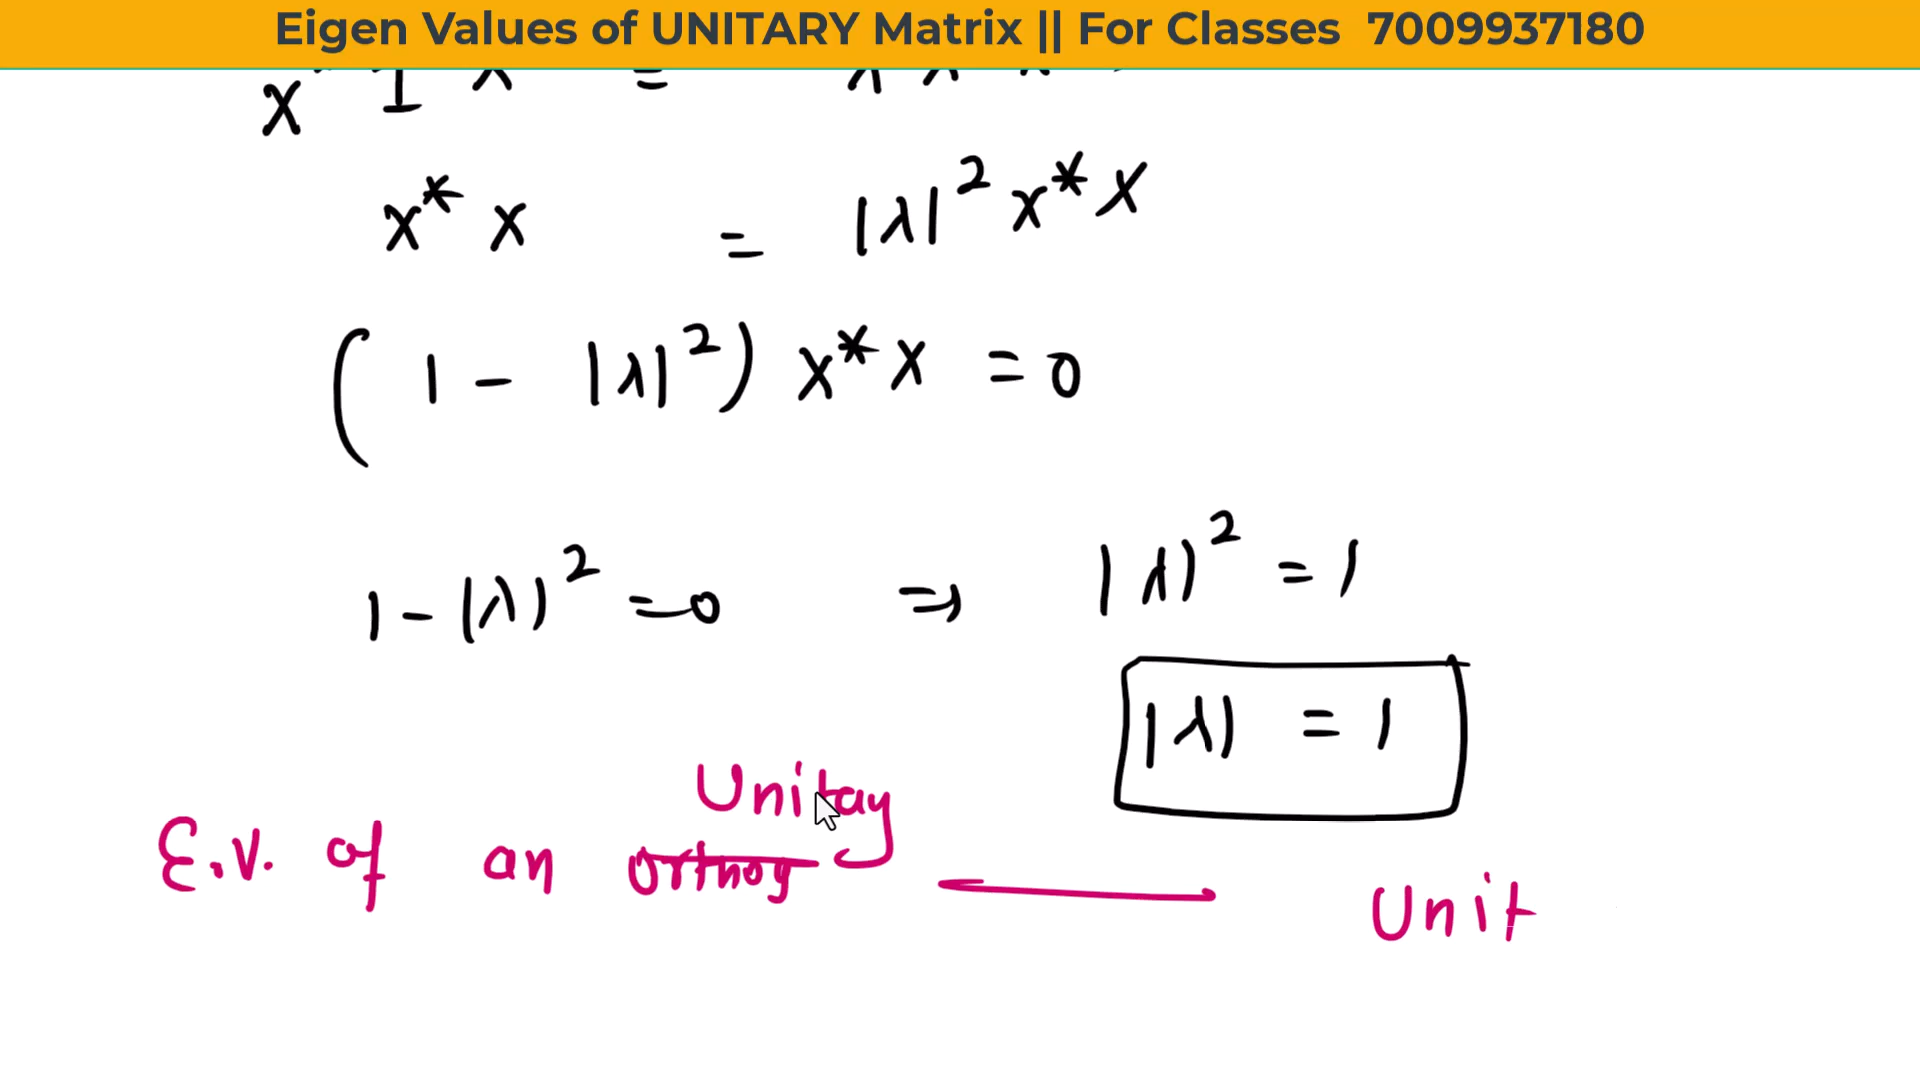 Eigen Values of UNITARY Matrix || For Classes 7009937180
x* I x =
x* x = |λ|² x* x
( 1 - |λ|² ) x* x = 0
1 - |λ|² = 0 ⇒ |λ|² = 1
|λ| = 1
Unitay
E.V. of an orthog Unit